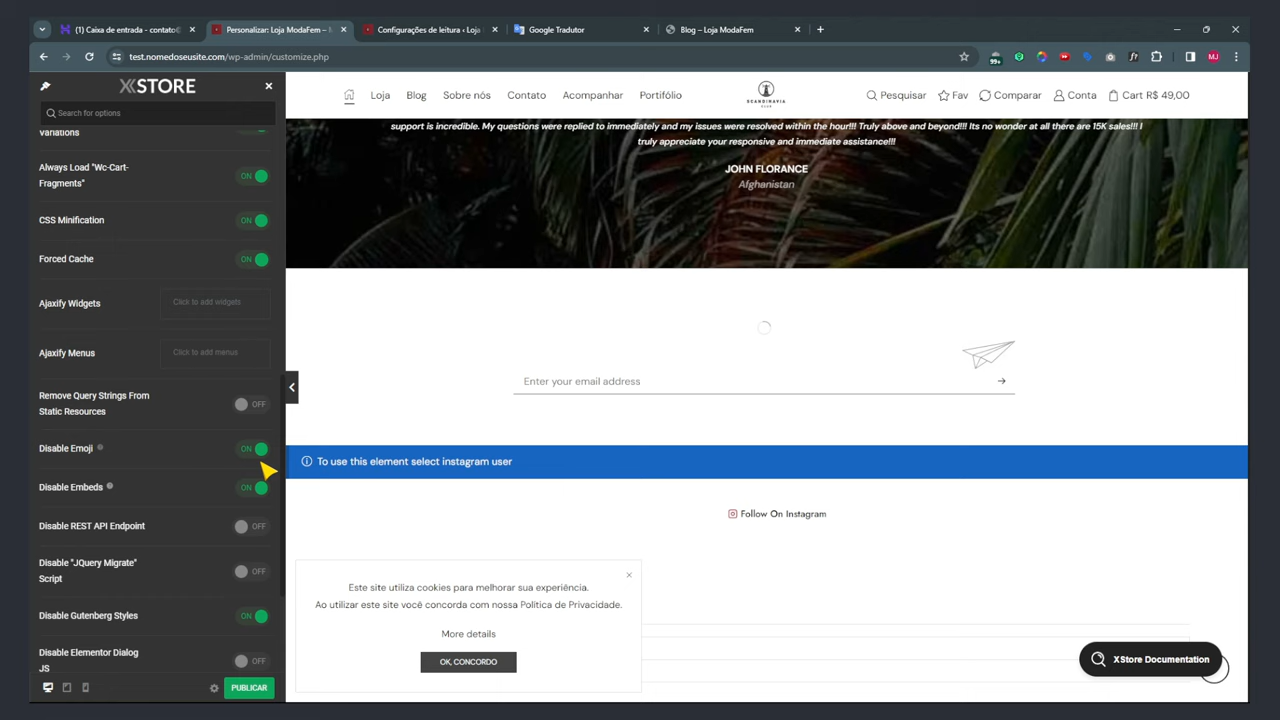 (1) Caixa de entrada - contato@
Personalizar: Loja ModaFem –
Configurações de leitura ‹ Loja
Google Tradutor
Blog – Loja ModaFem
test.nomedoseusite.com/wp-admin/customize.php
99+
MJ
XSTORE
Search for options
Variations
Always Load "Wc-Cart-
Fragments"
ON
CSS Minification
ON
Forced Cache
ON
Ajaxify Widgets
Click to add widgets
Ajaxify Menus
Click to add menus
Remove Query Strings From
Static Resources
OFF
Disable Emoji
ON
Disable Embeds
ON
Disable REST API Endpoint
OFF
Disable "JQuery Migrate"
Script
OFF
Disable Gutenberg Styles
ON
Disable Elementor Dialog
JS
OFF
PUBLICAR
Loja
Blog
Sobre nós
Contato
Acompanhar
Portifólio
SCANDINAVIA
CLUB
Pesquisar
Fav
Comparar
Conta
Cart R$ 49,00
support is incredible. My questions were replied to immediately and my issues were resolved within the hour!!! Truly above and beyond!! Its no wonder at all there are 15K sales!!! I
truly appreciate your responsive and immediate assistance!!!
JOHN FLORANCE
Afghanistan
Enter your email address
To use this element select instagram user
Follow On Instagram
Este site utiliza cookies para melhorar sua experiência.
Ao utilizar este site você concorda com nossa Política de Privacidade.
More details
OK, CONCORDO
XStore Documentation